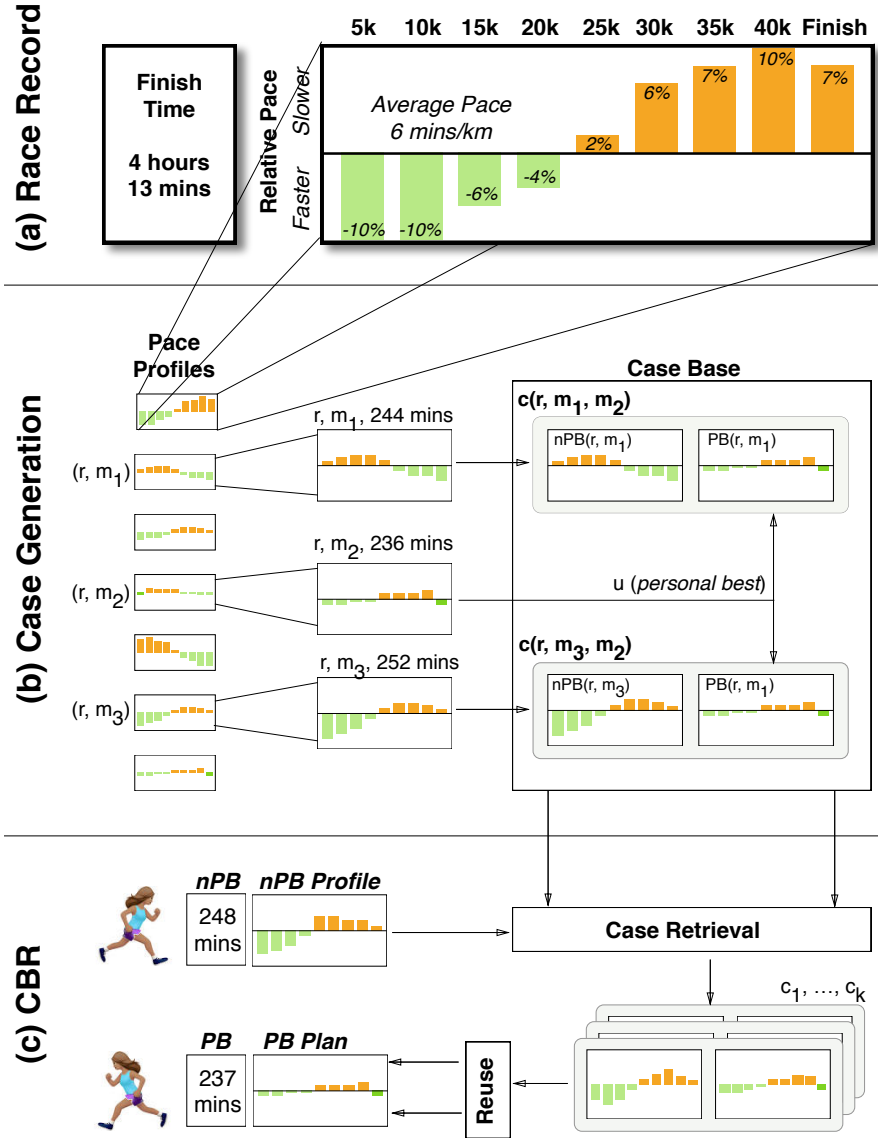 (a) Race Record
Finish
Time
4 hours
13 mins
Relative Pace
Slower
Faster
5k 10k 15k 20k 25k 30k 35k 40k Finish
Average Pace
6 mins/km
-10% -10% -6% -4% 2% 6% 7% 10% 7%
(b) Case Generation
Pace
Profiles
(r, m1)
(r, m2)
(r, m3)
r, m1, 244 mins
r, m2, 236 mins
r, m3, 252 mins
Case Base
c(r, m1, m2)
nPB(r, m1) PB(r, m1)
u (personal best)
c(r, m3, m2)
nPB(r, m3) PB(r, m1)
(c) CBR
nPB nPB Profile
248
mins
Case Retrieval
c1, ..., ck
PB PB Plan
237
mins
Reuse